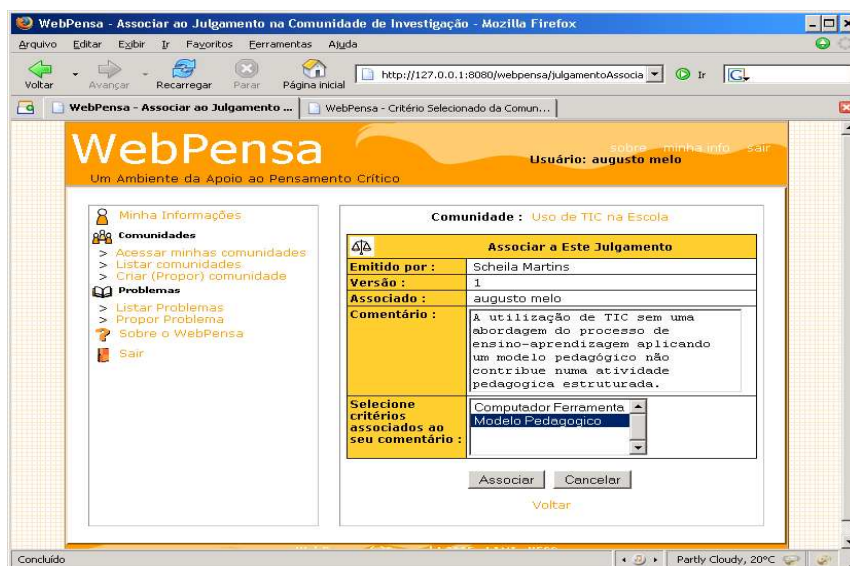 WebPensa - Associar ao Julgamento na Comunidade de Investigação - Mozilla Firefox
Arquivo Editar Exibir Ir Favoritos Ferramentas Ajuda
Voltar Avançar Recarregar Parar Página inicial http://127.0.0.1:8080/webpensa/julgamentoAssocia Ir
WebPensa - Associar ao Julgamento ... WebPensa - Critério Selecionado da Comun...
WebPensa
sobre minha info sair
Usuário: augusto melo
Um Ambiente da Apoio ao Pensamento Crítico
Minha Informações
Comunidades
> Acessar minhas comunidades
> Listar comunidades
> Criar (Propor) comunidade
Problemas
> Listar Problemas
> Propor Problema
Sobre o WebPensa
Sair
Comunidade : Uso de TIC na Escola
Associar a Este Julgamento
Emitido por : Scheila Martins
Versão : 1
Associado : augusto melo
Comentário : A utilização de TIC sem uma
abordagem do processo de
ensino-aprendizagem aplicando
um modelo pedagógico não
contribue numa atividade
pedagogica estruturada.
Selecione
critérios
associados ao
seu comentário :
Computador Ferramenta
Modelo Pedagogico
Associar Cancelar
Voltar
Concluído Partly Cloudy, 20°C